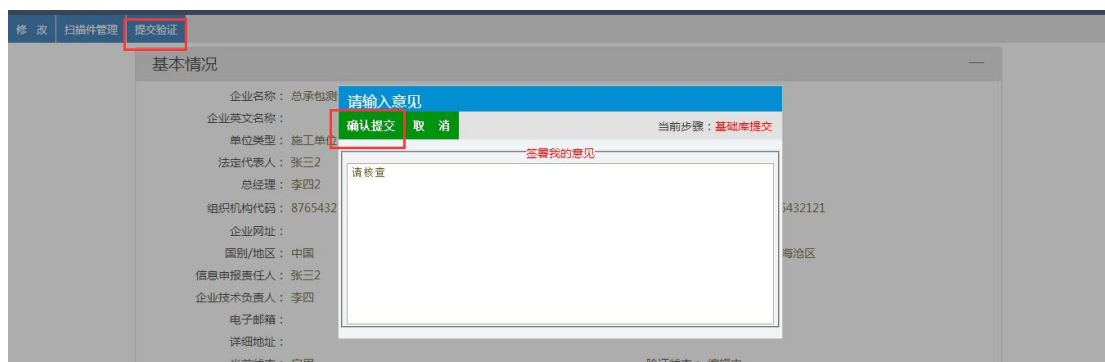 修 改 扫描件管理 提交验证
基本情况
企业名称： 总承包测
企业英文名称：
单位类型： 施工单位
法定代表人： 张三2
总经理： 李四2
组织机构代码： 8765432
5432121
企业网址：
国别/地区： 中国
海沧区
信息申报责任人： 张三2
企业技术负责人： 李四
电子邮箱：
详细地址：
请输入意见
确认提交 取 消 当前步骤：基础库提交
签署我的意见
请核查